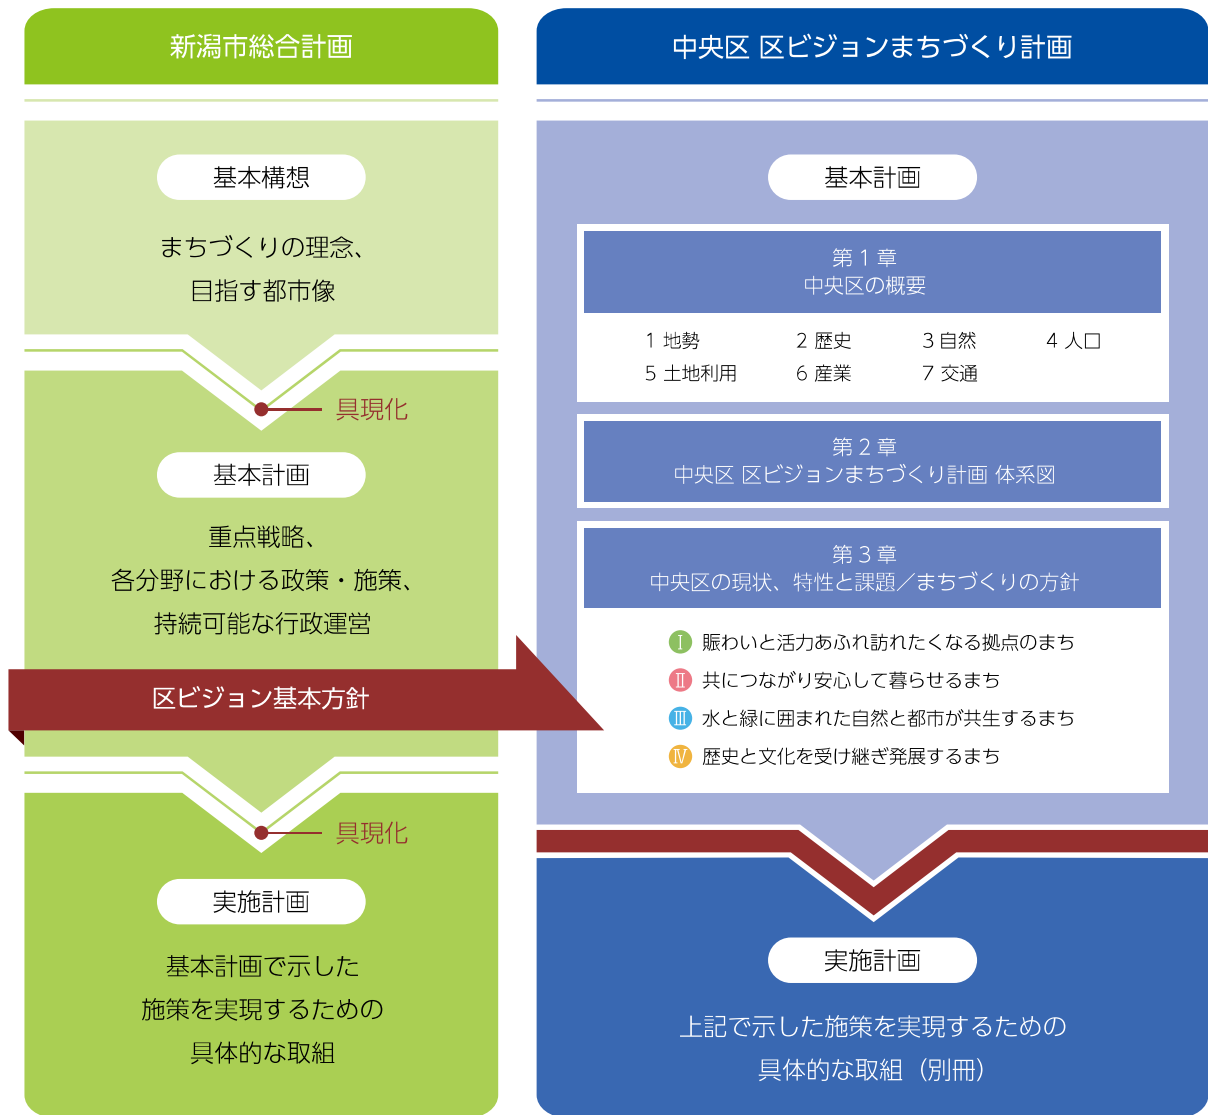 新潟市総合計画
基本構想
まちづくりの理念、
目指す都市像
具現化
基本計画
重点戦略、
各分野における政策・施策、
持続可能な行政運営
区ビジョン基本方針
具現化
実施計画
基本計画で示した
施策を実現するための
具体的な取組
中央区 区ビジョンまちづくり計画
基本計画
第1章
中央区の概要
1 地勢 2 歴史 3 自然 4 人口
5 土地利用 6 産業 7 交通
第2章
中央区 区ビジョンまちづくり計画 体系図
第3章
中央区の現状、特性と課題／まちづくりの方針
Ⅰ 賑わいと活力あふれ訪れたくなる拠点のまち
Ⅱ 共につながり安心して暮らせるまち
Ⅲ 水と緑に囲まれた自然と都市が共生するまち
Ⅳ 歴史と文化を受け継ぎ発展するまち
実施計画
上記で示した施策を実現するための
具体的な取組（別冊）